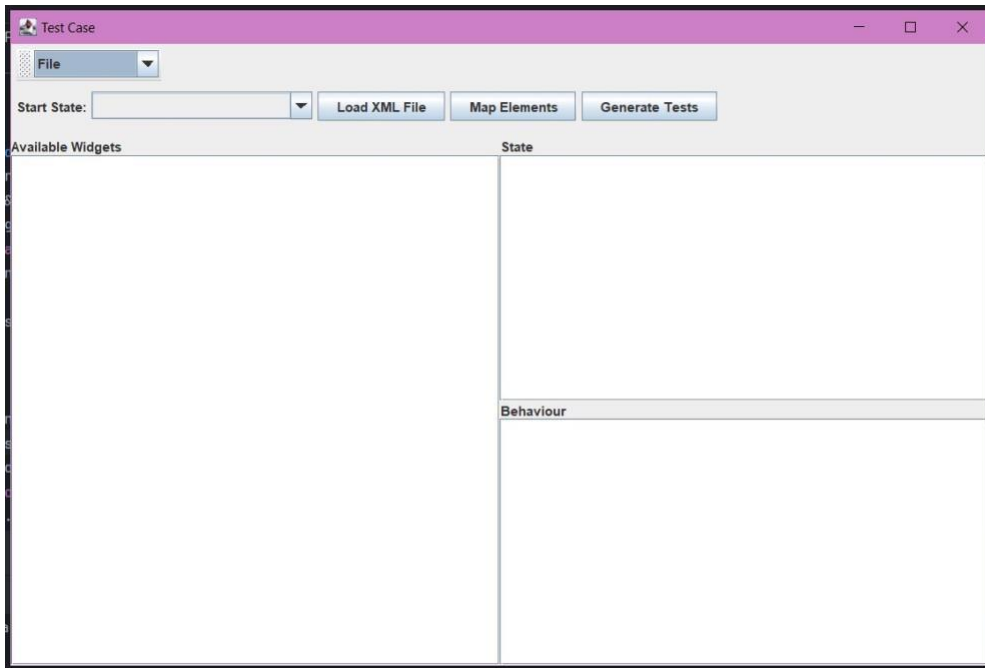 Test Case
File
Start State: Load XML File Map Elements Generate Tests
Available Widgets
State
Behaviour